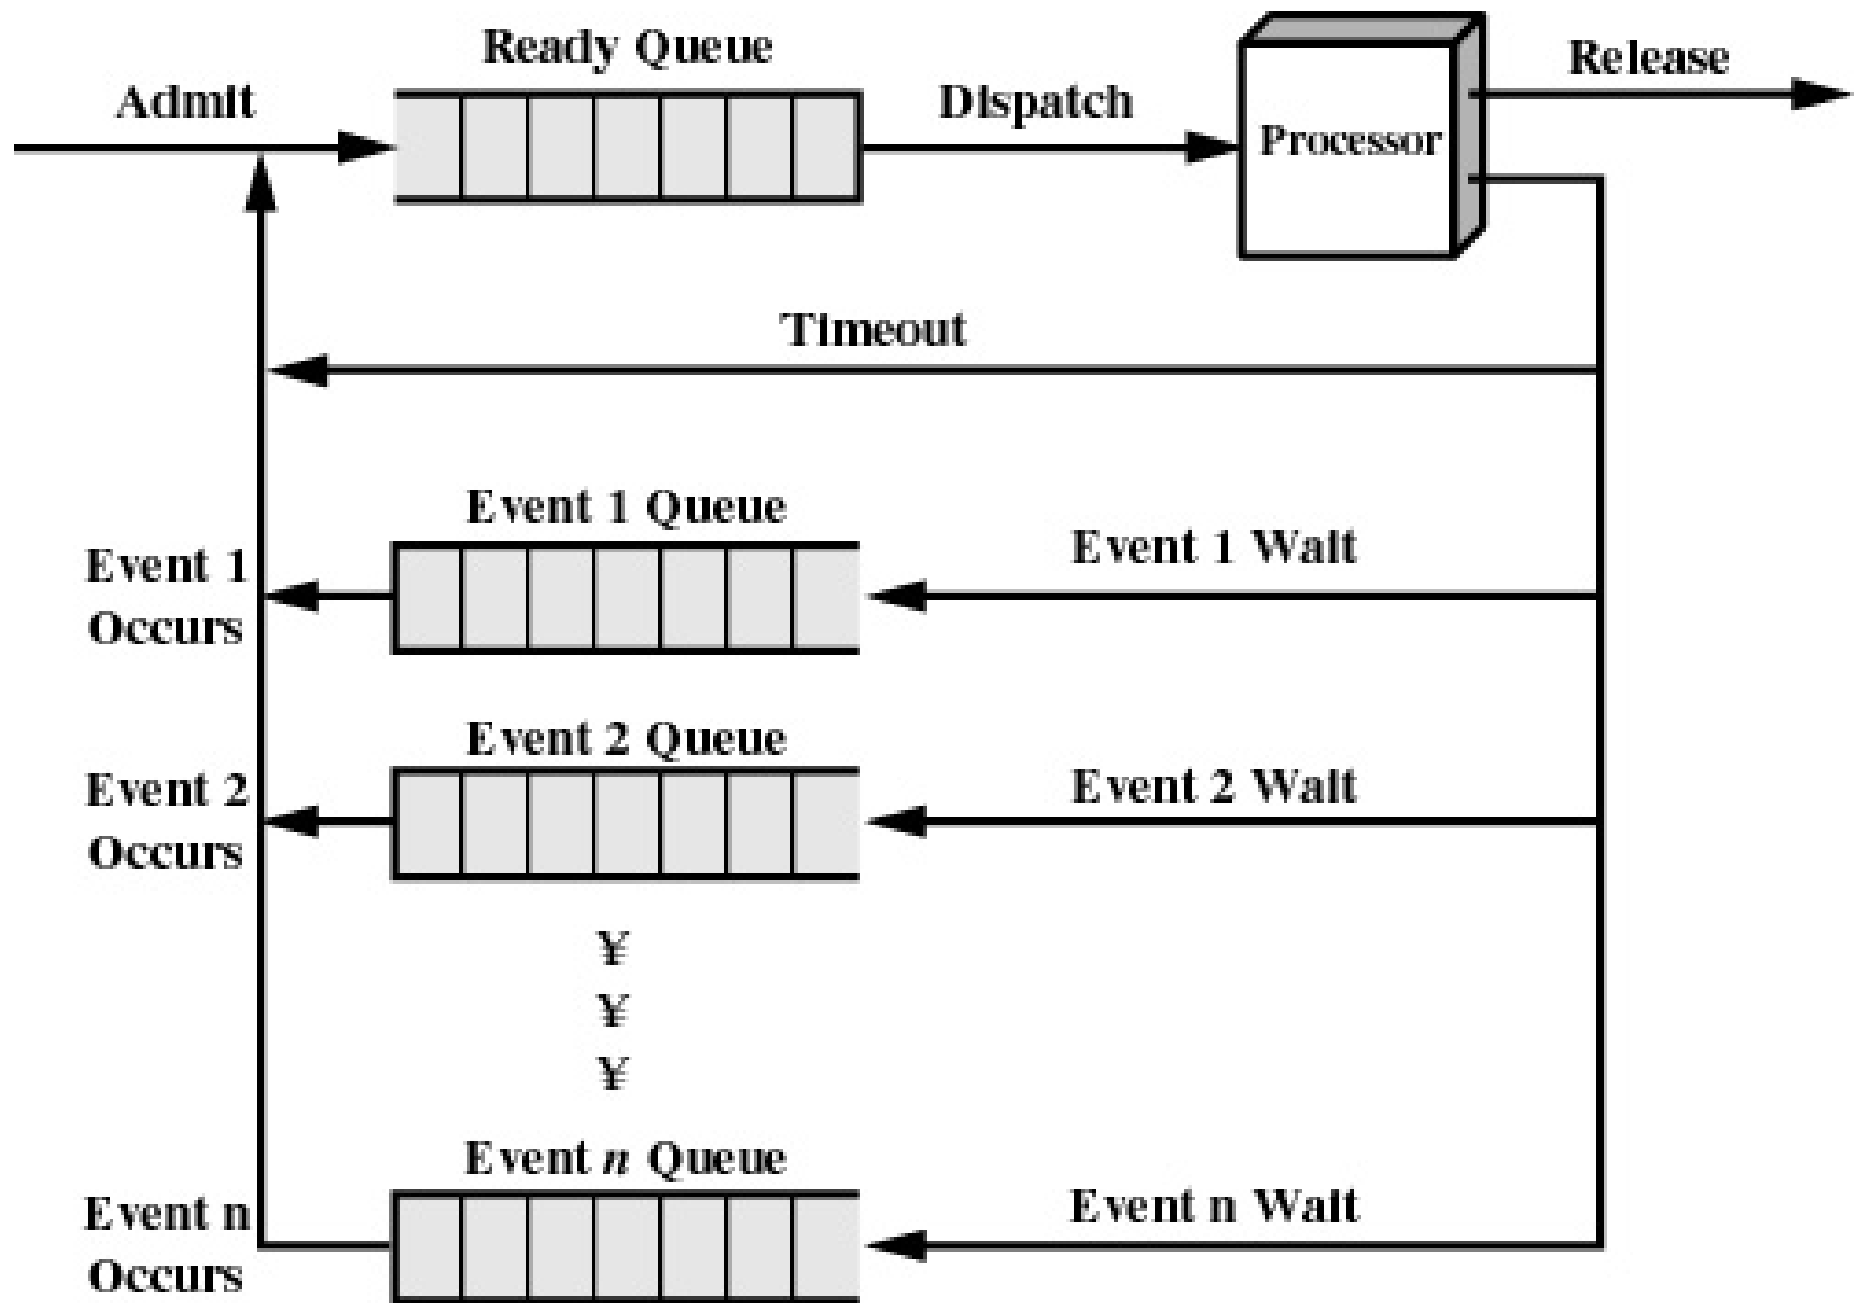 Ready Queue
Release
Admit
Dispatch
Processor
Timeout
Event 1 Queue
Event 1 Wait
Event 1
Occurs
Event 2 Queue
Event 2 Wait
Event 2
Occurs
¥
¥
¥
Event n Queue
Event n Wait
Event n
Occurs